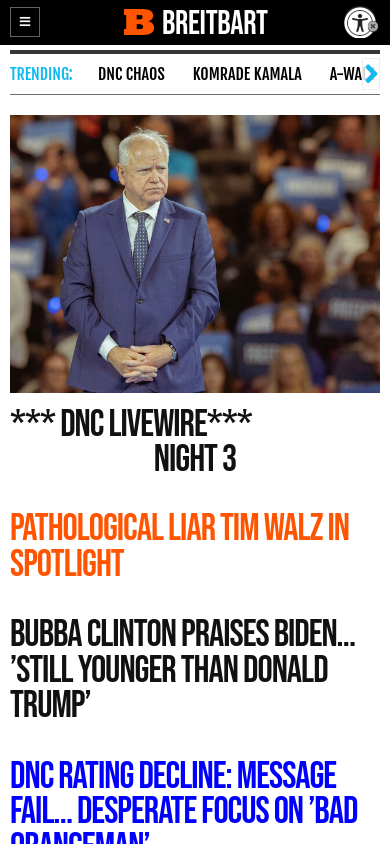 BREITBART
TRENDING: DNC CHAOS KOMRADE KAMALA A-WA
*** DNC LIVEWIRE***
NIGHT 3
PATHOLOGICAL LIAR TIM WALZ IN
SPOTLIGHT
BUBBA CLINTON PRAISES BIDEN...
'STILL YOUNGER THAN DONALD
TRUMP'
DNC RATING DECLINE: MESSAGE
FAIL... DESPERATE FOCUS ON 'BAD
ORANGEMAN'